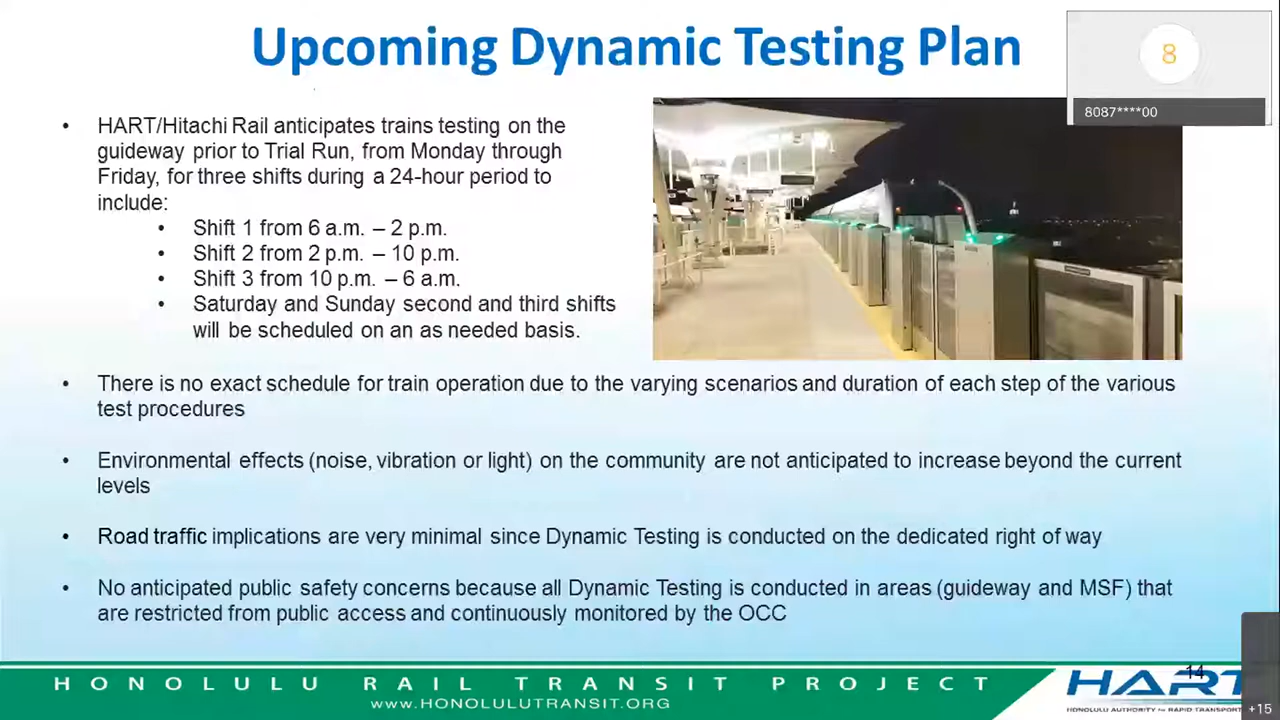 Upcoming Dynamic Testing Plan
8
8087****00
• HART/Hitachi Rail anticipates trains testing on the
guideway prior to Trial Run, from Monday through
Friday, for three shifts during a 24-hour period to
include:
• Shift 1 from 6 a.m. – 2 p.m.
• Shift 2 from 2 p.m. – 10 p.m.
• Shift 3 from 10 p.m. – 6 a.m.
• Saturday and Sunday second and third shifts
will be scheduled on an as needed basis.
• There is no exact schedule for train operation due to the varying scenarios and duration of each step of the various
test procedures
• Environmental effects (noise, vibration or light) on the community are not anticipated to increase beyond the current
levels
• Road traffic implications are very minimal since Dynamic Testing is conducted on the dedicated right of way
• No anticipated public safety concerns because all Dynamic Testing is conducted in areas (guideway and MSF) that
are restricted from public access and continuously monitored by the OCC
HONOLULU RAIL TRANSIT PROJECT
www.HONOLULUTRANSIT.ORG
14
HART
HONOLULU AUTHORITY for RAPID TRANSPORT
+15